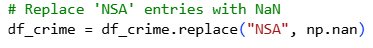 # Replace 'NSA' entries with NaN
df_crime = df_crime.replace("NSA", np.nan)